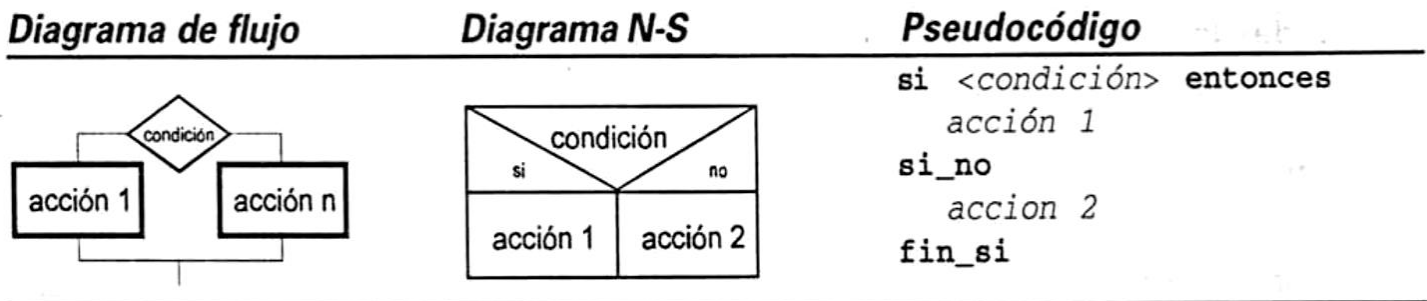 Diagrama de flujo
Diagrama N-S
Pseudocódigo
condición
acción 1
acción n
condición
si
no
acción 1
acción 2
si <condición> entonces
acción 1
si_no
accion 2
fin_si